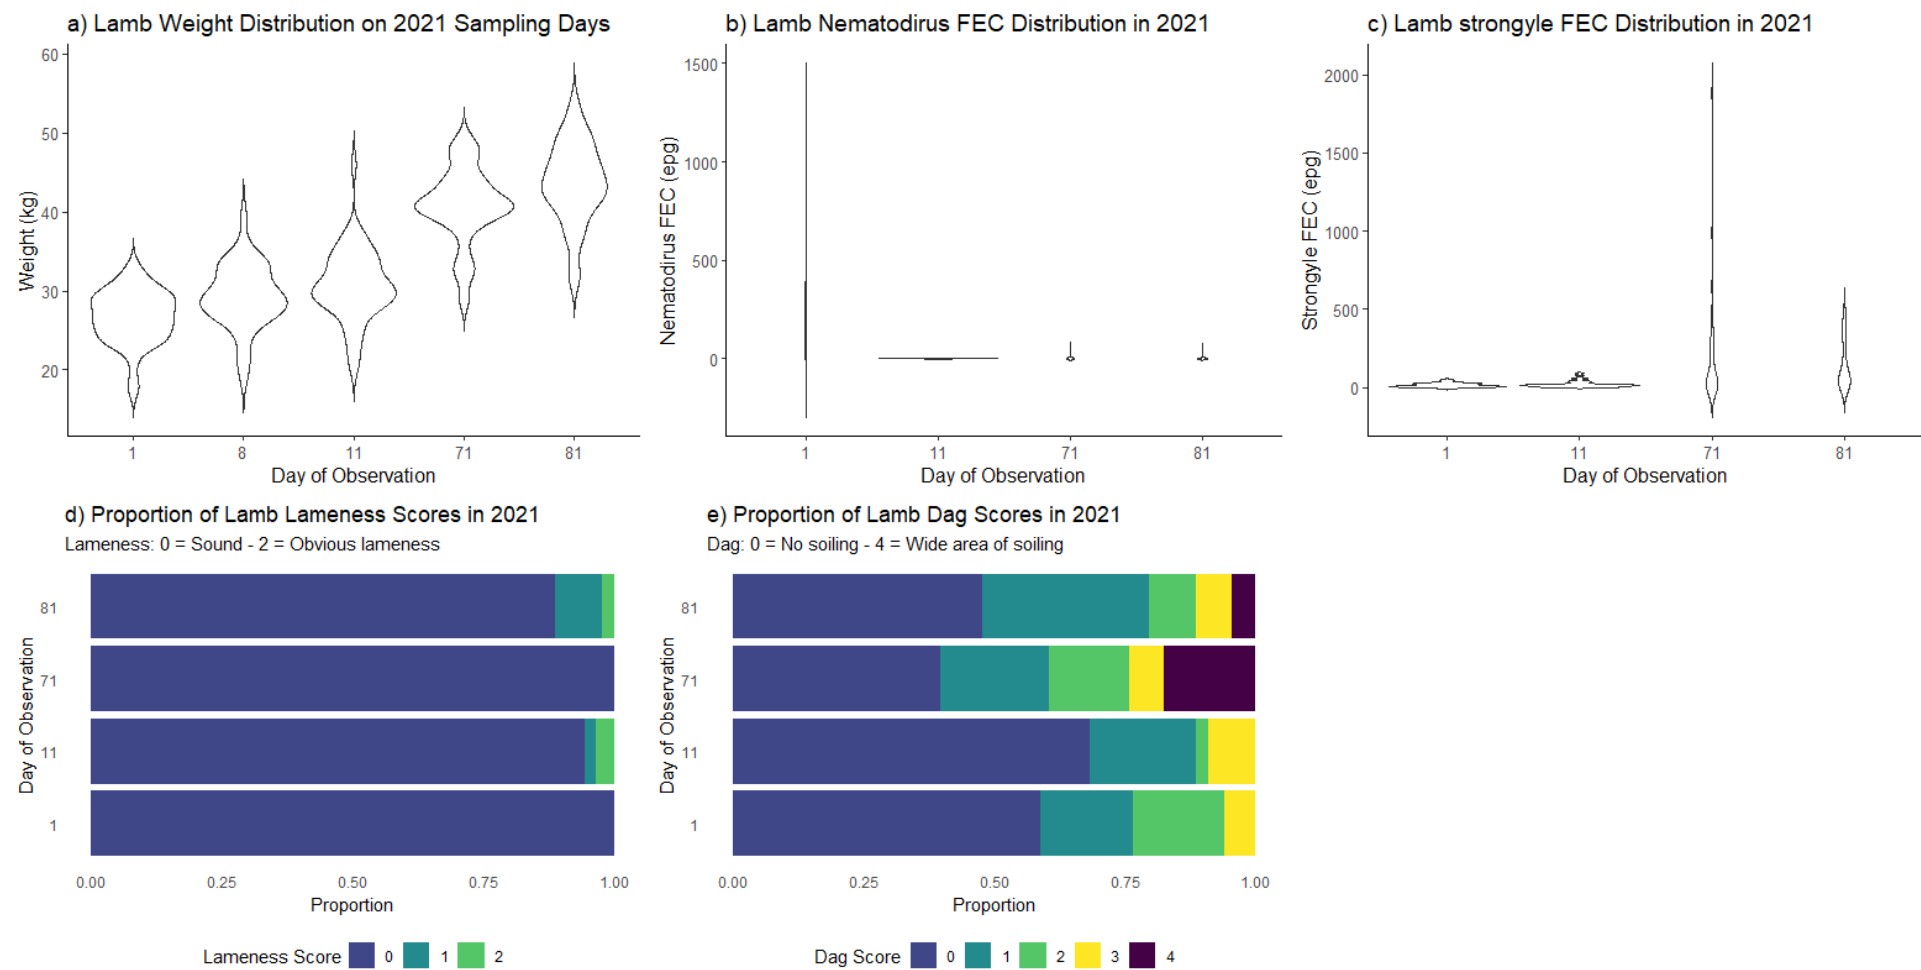 a) Lamb Weight Distribution on 2021 Sampling Days
60
50
40
30
20
Weight (kg)
1 8 11 71 81
Day of Observation
b) Lamb Nematodirus FEC Distribution in 2021
1500
1000
500
0
Nematodirus FEC (epg)
1 11 71 81
Day of Observation
c) Lamb strongyle FEC Distribution in 2021
2000
1500
1000
500
0
Strongyle FEC (epg)
1 11 71 81
Day of Observation
d) Proportion of Lamb Lameness Scores in 2021
Lameness: 0 = Sound - 2 = Obvious lameness
81
71
11
1
Day of Observation
0.00 0.25 0.50 0.75 1.00
Proportion
Lameness Score 0 1 2
e) Proportion of Lamb Dag Scores in 2021
Dag: 0 = No soiling - 4 = Wide area of soiling
81
71
11
1
Day of Observation
0.00 0.25 0.50 0.75 1.00
Proportion
Dag Score 0 1 2 3 4